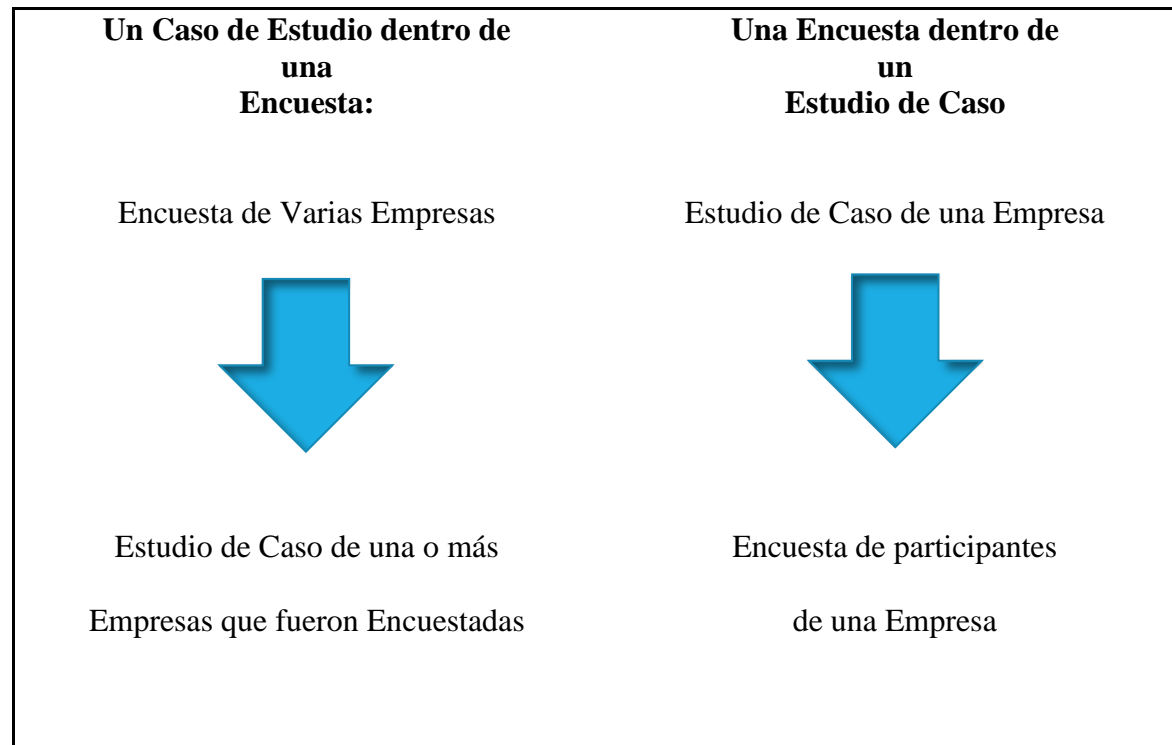 Un Caso de Estudio dentro de
una
Encuesta:
Encuesta de Varias Empresas
Estudio de Caso de una o más
Empresas que fueron Encuestadas
Una Encuesta dentro de
un
Estudio de Caso
Estudio de Caso de una Empresa
Encuesta de participantes
de una Empresa